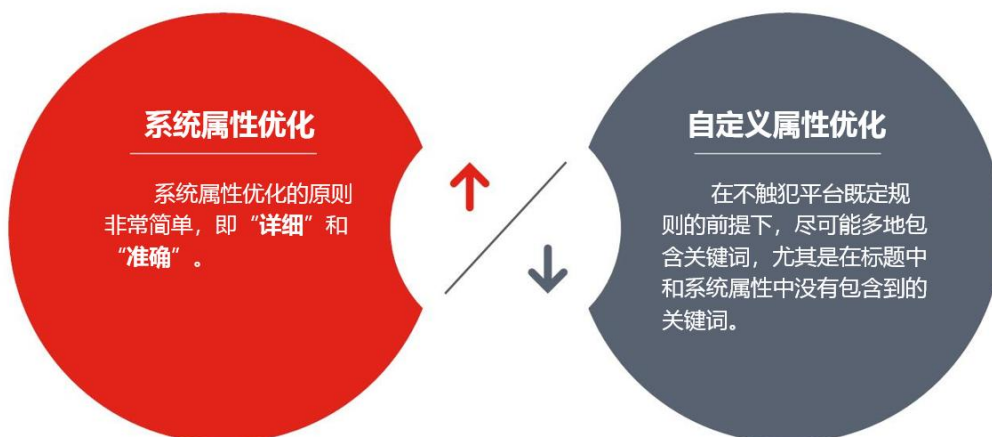 系统属性优化
系统属性优化的原则
非常简单，即“详细”和
“准确”。
自定义属性优化
在不触犯平台既定规
则的前提下，尽可能多地包
含关键词，尤其是在标题中
和系统属性中没有包含到的
关键词。